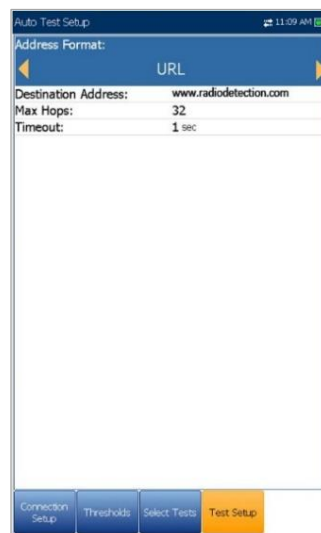 Auto Test Setup 11:09 AM
Address Format:
URL
Destination Address: www.radiodetection.com
Max Hops: 32
Timeout: 1 sec
Connection Setup Thresholds Select Tests Test Setup